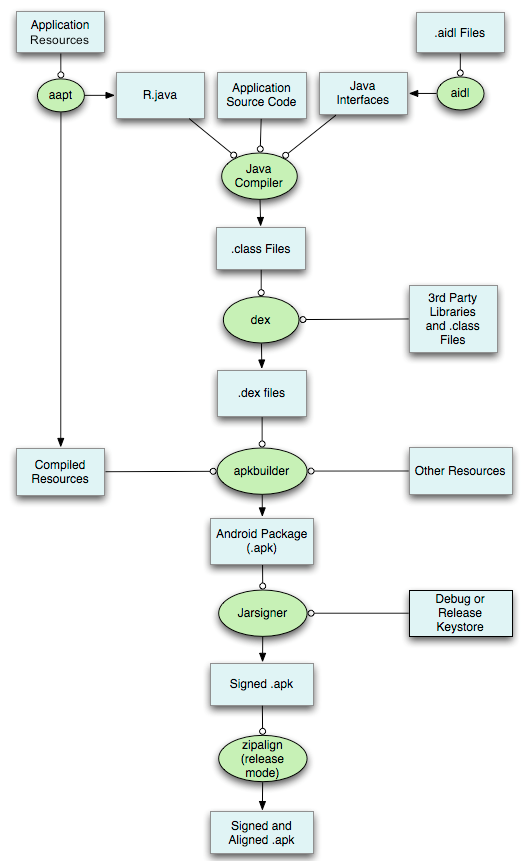 Application
Resources
.aidl Files
aapt
R.java
Application
Source Code
Java
Interfaces
aidl
Java
Compiler
.class Files
dex
3rd Party
Libraries
and .class
Files
.dex files
Compiled
Resources
apkbuilder
Other Resources
Android Package
(.apk)
Jarsigner
Debug or
Release
Keystore
Signed .apk
zipalign
(release
mode)
Signed and
Aligned .apk